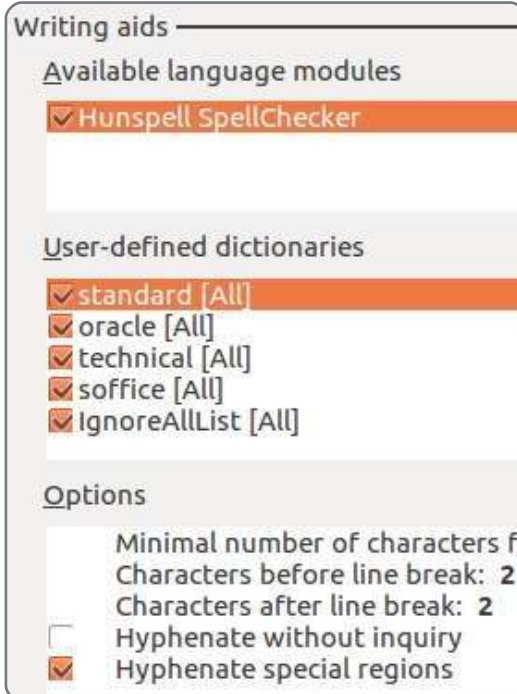 Writing aids
Available language modules
Hunspell SpellChecker
User-defined dictionaries
standard [All]
oracle [All]
technical [All]
soffice [All]
IgnoreAllList [All]
Options
Minimal number of characters f
Characters before line break: 2
Characters after line break: 2
Hyphenate without inquiry
Hyphenate special regions